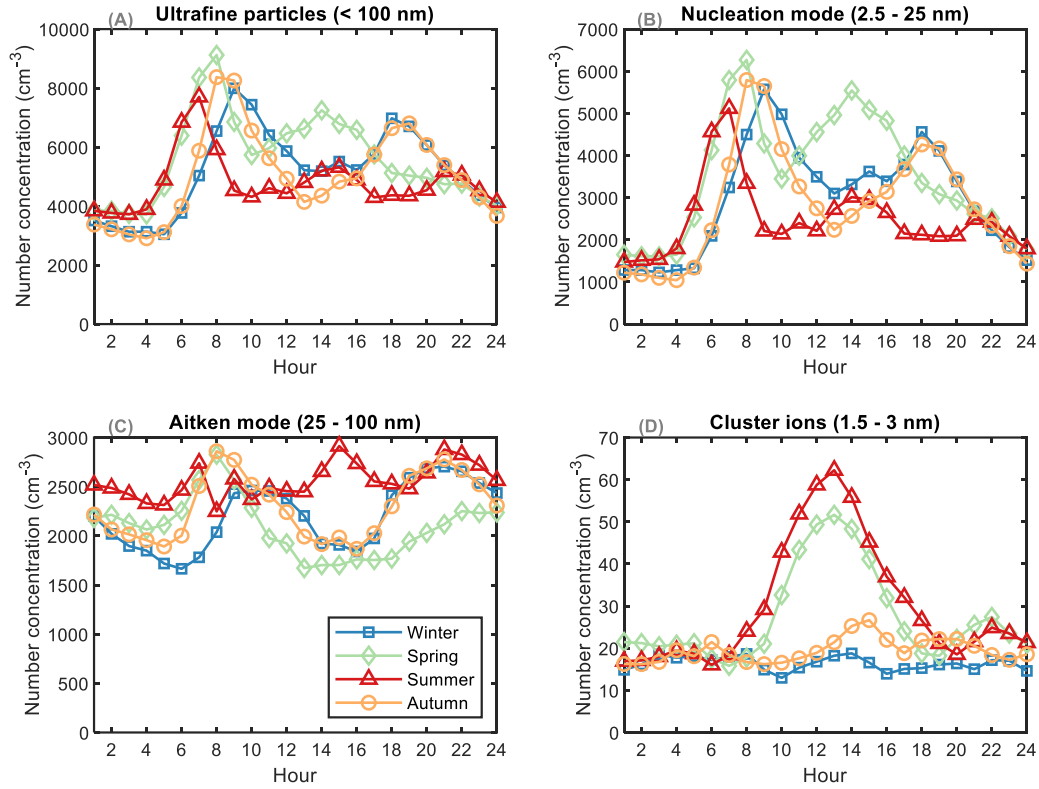 (A) Ultrafine particles (< 100 nm)
Number concentration (cm-3)
10000
8000
6000
4000
2000
0
2 4 6 8 10 12 14 16 18 20 22 24
Hour
(B) Nucleation mode (2.5 - 25 nm)
Number concentration (cm-3)
7000
6000
5000
4000
3000
2000
1000
0
2 4 6 8 10 12 14 16 18 20 22 24
Hour
(C) Aitken mode (25 - 100 nm)
Number concentration (cm-3)
3000
2500
2000
1500
1000
500
0
Winter
Spring
Summer
Autumn
2 4 6 8 10 12 14 16 18 20 22 24
Hour
(D) Cluster ions (1.5 - 3 nm)
Number concentration (cm-3)
70
60
50
40
30
20
10
0
2 4 6 8 10 12 14 16 18 20 22 24
Hour